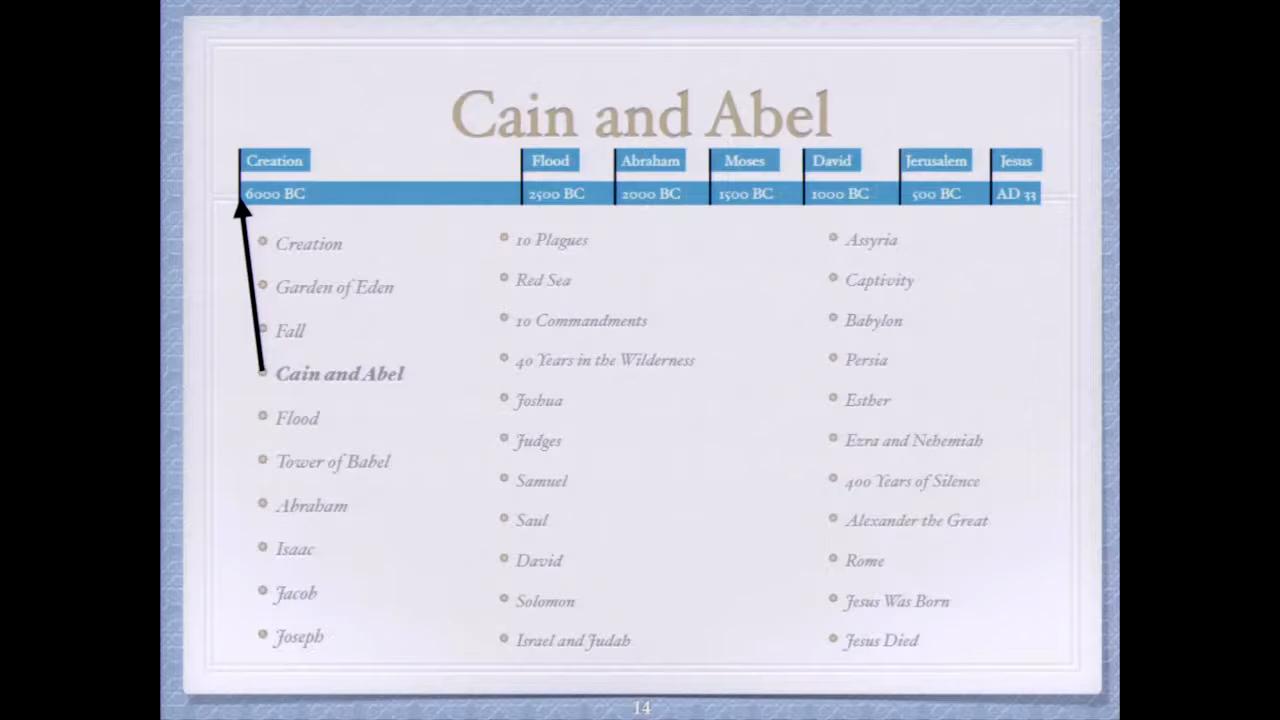 Cain and Abel
Creation Flood Abraham Moses David Jerusalem Jesus
6000 BC 2500 BC 2000 BC 1500 BC 1000 BC 500 BC AD 33
Creation
Garden of Eden
Fall
Cain and Abel
Flood
Tower of Babel
Abraham
Isaac
Jacob
Joseph
10 Plagues
Red Sea
10 Commandments
40 Years in the Wilderness
Joshua
Judges
Samuel
Saul
David
Solomon
Israel and Judah
Assyria
Captivity
Babylon
Persia
Esther
Ezra and Nehemiah
400 Years of Silence
Alexander the Great
Rome
Jesus Was Born
Jesus Died
14